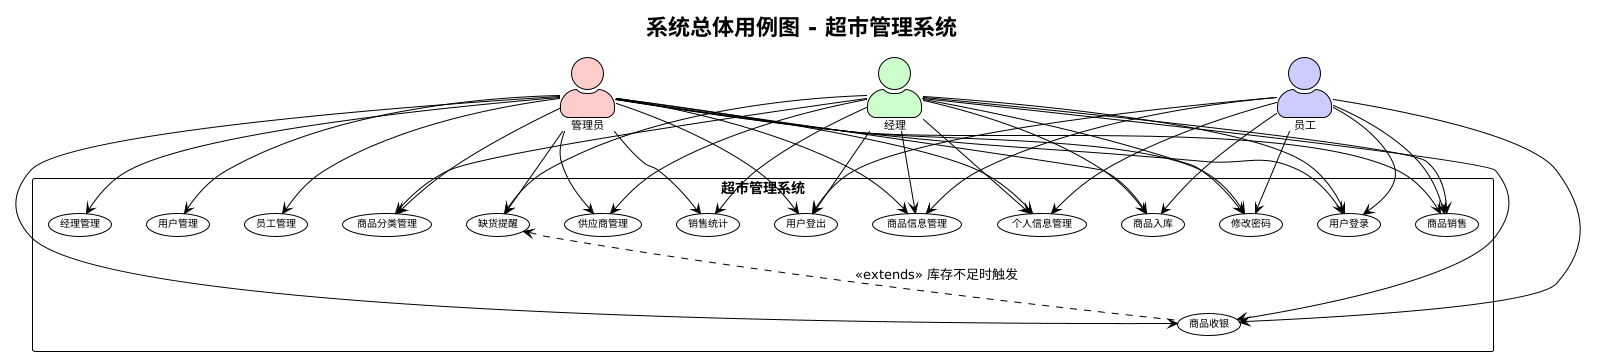 系统总体用例图 - 超市管理系统
管理员
经理
员工
超市管理系统
经理管理
用户管理
员工管理
商品分类管理
缺货提醒
供应商管理
销售统计
用户登出
商品信息管理
个人信息管理
商品入库
修改密码
用户登录
商品销售
«extends» 库存不足时触发
商品收银